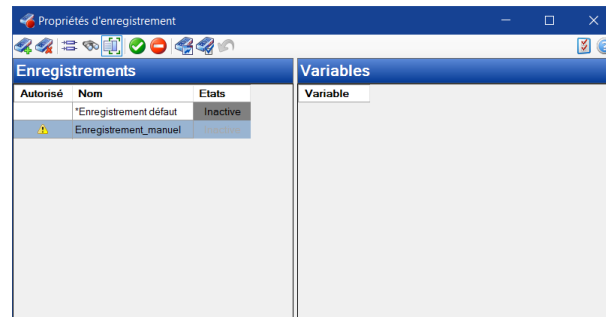 Propriétés d'enregistrement
Enregistrements
Variables
Autorisé Nom Etats
Variable
*Enregistrement défaut Inactive
Enregistrement_manuel